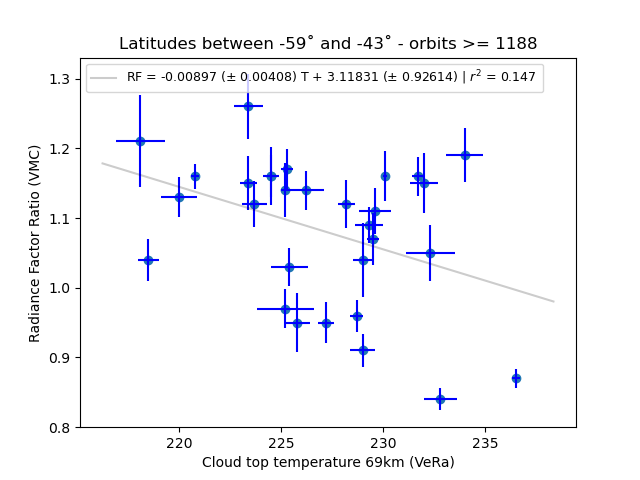 Latitudes between -59˚ and -43˚ - orbits >= 1188
RF = -0.00897 (± 0.00408) T + 3.11831 (± 0.92614) | r² = 0.147
Radiance Factor Ratio (VMC)
1.3
1.2
1.1
1.0
0.9
0.8
220 225 230 235
Cloud top temperature 69km (VeRa)